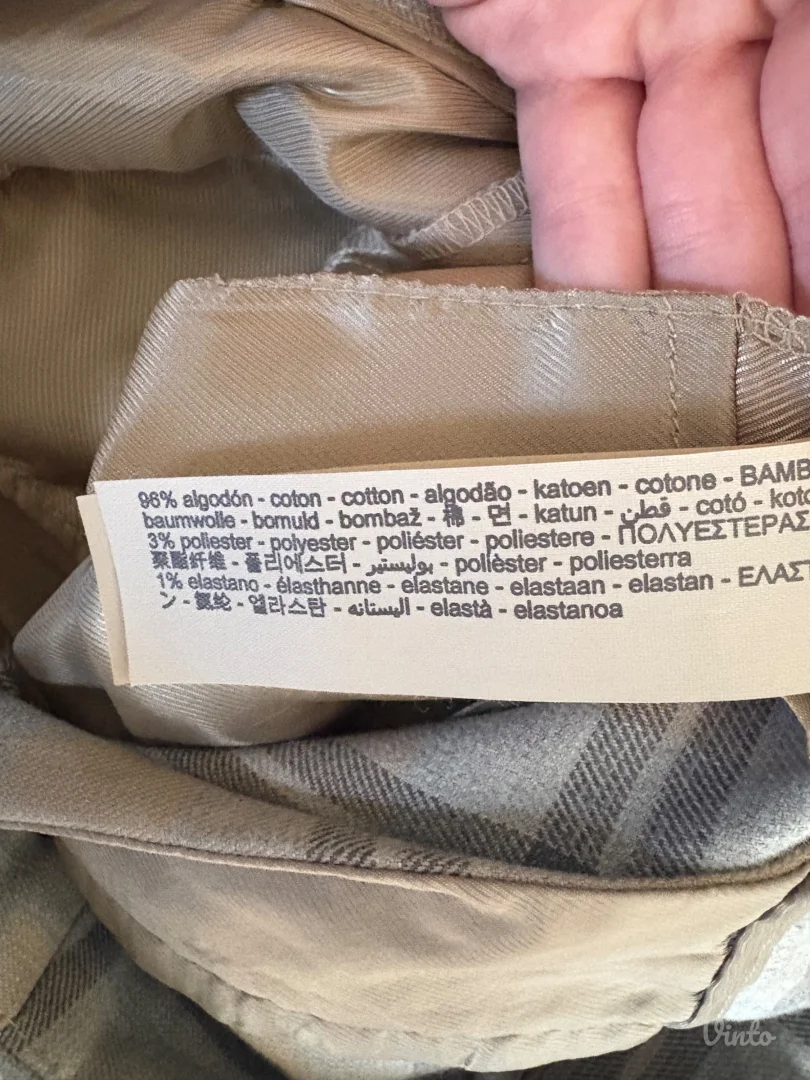 96% algodón - coton - cotton - algodão - katoen - cotone - BAMB
baumwolle - bomuld - bombaž - 棉 - 면 - katun - قطن - cotó - koto
3% poliester - polyester - poliéster - poliestere - ΠΟΛΥΕΣΤΕΡΑΣ
聚酯纤维 - 폴리에스터 - بوليستير - polièster - poliesterra
1% elastano - élasthanne - elastane - elastaan - elastan - ΕΛΑΣΤ
ン - 氨纶 - 엘라스탄 - اليستانه - elastà - elastanoa
Vinto